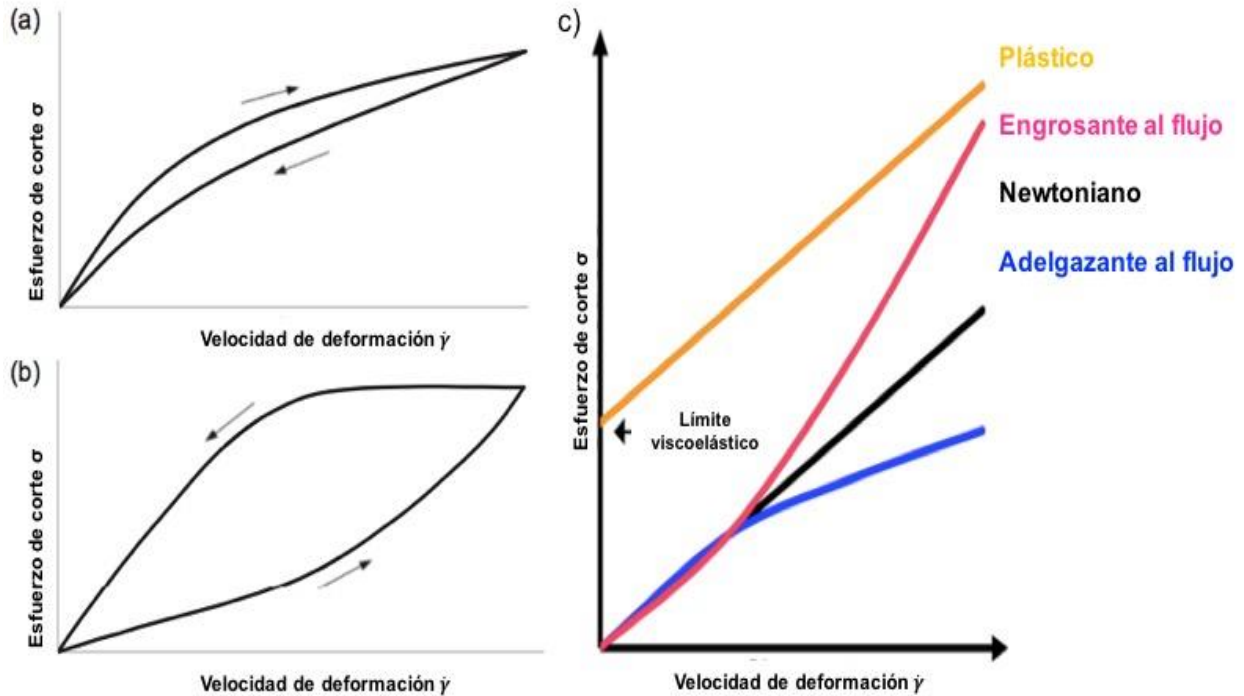 (a)
Esfuerzo de corte σ
Velocidad de deformación γ̇
(b)
Esfuerzo de corte σ
Velocidad de deformación γ̇
c)
Plástico
Engrosante al flujo
Newtoniano
Adelgazante al flujo
Esfuerzo de corte σ
Límite
viscoelástico
Velocidad de deformación γ̇